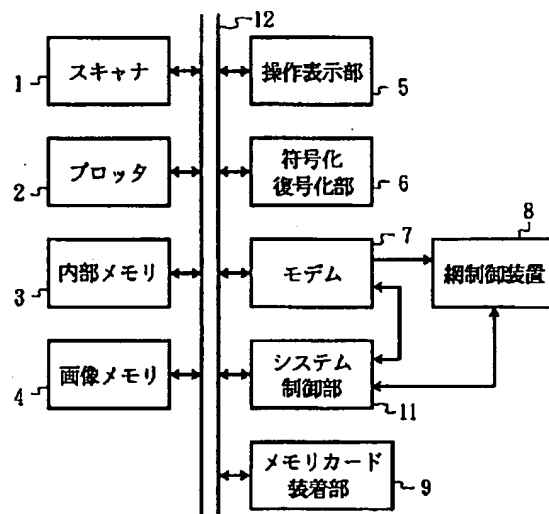 12
スキャナ
1
操作表示部
5
プロッタ
2
符号化
復号化部
6
内部メモリ
3
モデム
7
網制御装置
8
画像メモリ
4
システム
制御部
11
メモリカード
装着部
9